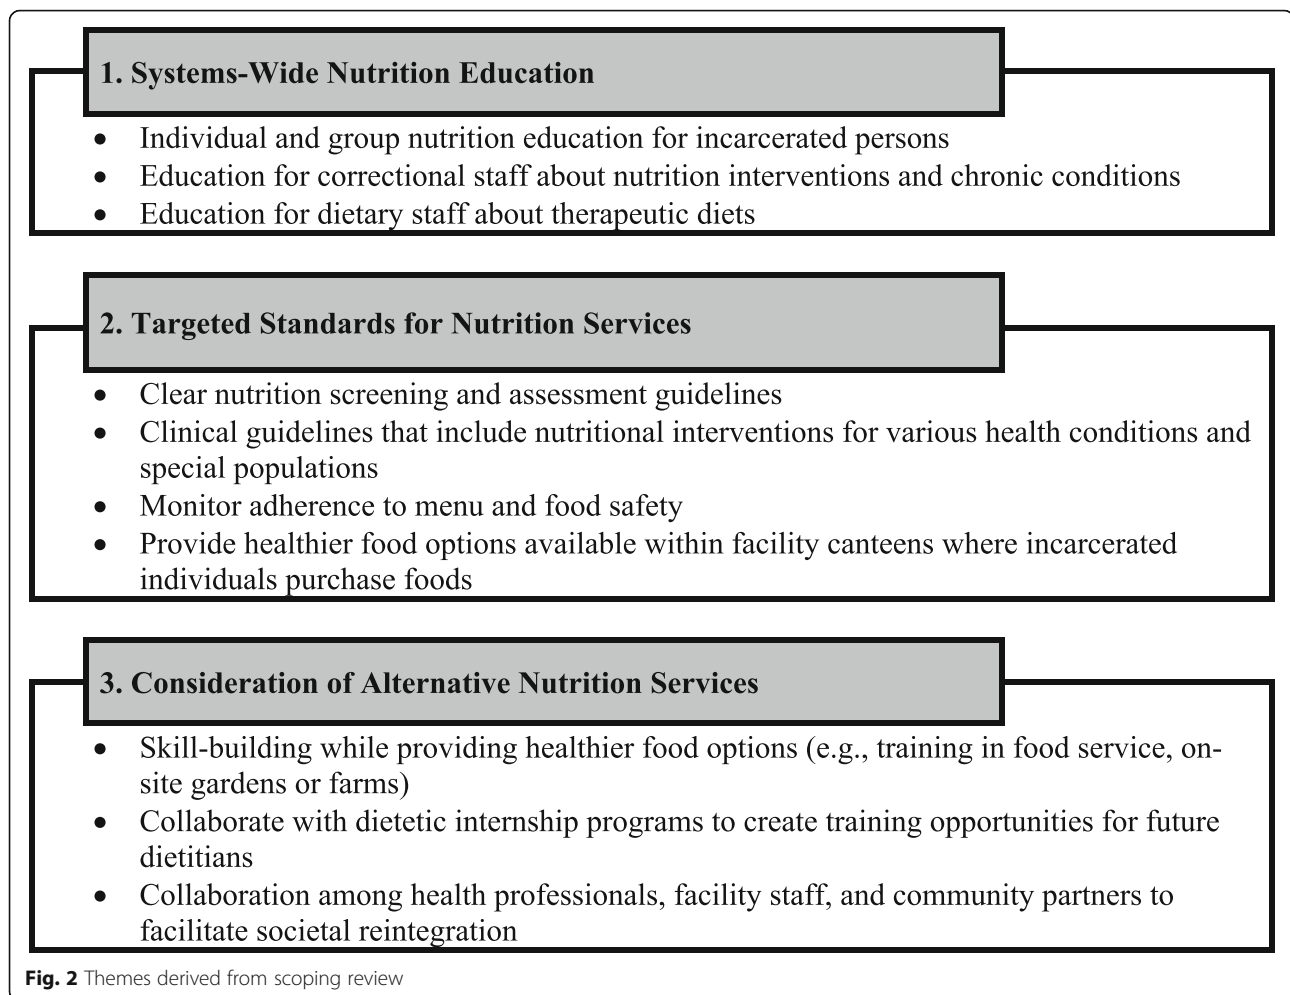 1. Systems-Wide Nutrition Education
• Individual and group nutrition education for incarcerated persons
• Education for correctional staff about nutrition interventions and chronic conditions
• Education for dietary staff about therapeutic diets
2. Targeted Standards for Nutrition Services
• Clear nutrition screening and assessment guidelines
• Clinical guidelines that include nutritional interventions for various health conditions and
special populations
• Monitor adherence to menu and food safety
• Provide healthier food options available within facility canteens where incarcerated
individuals purchase foods
3. Consideration of Alternative Nutrition Services
• Skill-building while providing healthier food options (e.g., training in food service, on-
site gardens or farms)
• Collaborate with dietetic internship programs to create training opportunities for future
dietitians
• Collaboration among health professionals, facility staff, and community partners to
facilitate societal reintegration
Fig. 2 Themes derived from scoping review